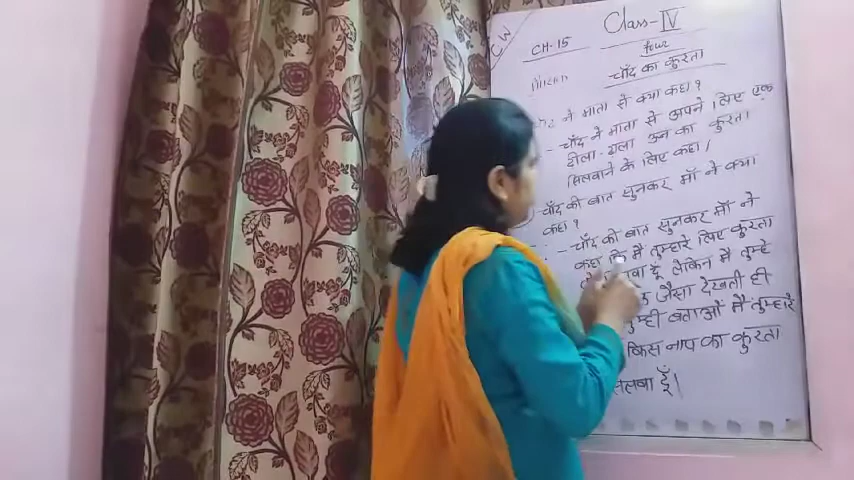 C.W
Class-IV
four
CH-15
चाँद का कुरता
ने माता से क्या कहा?
- चाँद ने माता से अपने लिए एक
ढीला-ढाला ऊन का कुरता
सिलवाने के लिए कहा।
चाँद की बात सुनकर माँ ने क्या
कहा?
- चाँद की बात सुनकर माँ ने
कहा कि मैं तुम्हारे लिए कुरता
दूँ लेकिन मैं तुम्हे
जैसा देखती ही
तुम्ही बताओ मैं तुम्हारे
किस नाप का कुरता
सिलवा दूँ।